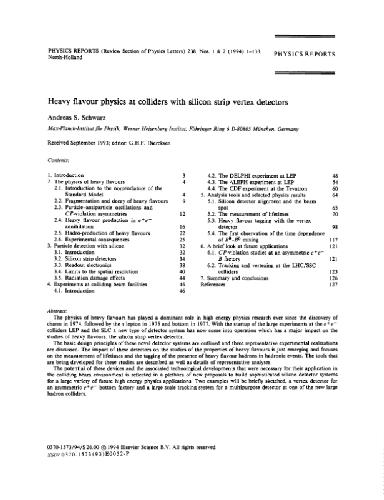 PHYSICS REPORTS (Review Section of Physics Letters) 238, Nos. 1 & 2 (1994) 1–133
North-Holland
PHYSICS REPORTS
Heavy flavour physics at colliders with silicon strip vertex detectors
Andreas S. Schwarz
Max-Planck-Institut für Physik, Werner Heisenberg Institut, Föhringer Ring 6 D-80805 München, Germany
Received September 1993; editor: G.H.F. Diercksen
Contents:
1. Introduction 3
2. The physics of heavy flavours 4
2.1. Introduction to the nomenclature of the Standard Model 4
2.2. Fragmentation and decay of heavy flavours 8
2.3. Particle-antiparticle oscillations and
CP-violation asymmetries 12
2.4. Heavy flavour production in e⁺e⁻
annihilation 16
2.5. Hadro-production of heavy flavours 22
2.6. Experimental consequences 25
3. Particle detection with silicon 32
3.1. Introduction 32
3.2. Silicon strip detectors 34
3.3. Readout electronics 38
3.4. Limits to the spatial resolution 40
3.5. Radiation damage effects 44
4. Experiments at colliding beam facilities 46
4.1. Introduction 46
4.2. The DELPHI experiment at LEP 48
4.3. The ALEPH experiment at LEP 54
4.4. The CDF experiment at the Tevatron 60
5. Analysis tools and selected physics results 64
5.1. Silicon detector alignment and the beam
spot 65
5.2. The measurement of lifetimes 70
5.3. Heavy flavour tagging with the vertex
detector 98
5.4. The first observation of the time dependence
of B⁰–B̄⁰ mixing 117
6. A brief look at future applications 121
6.1. CP-violation studies at an asymmetric e⁺e⁻
B factory 121
6.2. Tracking and vertexing at the LHC/SSC
colliders 123
7. Summary and conclusions 126
References 127
Abstract:
The physics of heavy flavours has played a dominant role in high energy physics research ever since the discovery of
charm in 1974, followed by the τ lepton in 1975 and bottom in 1977. With the startup of the large experiments at the e⁺e⁻
colliders LEP and the SLC a new type of detector system has now come into operation which has a major impact on the
studies of heavy flavours, the silicon strip vertex detector.
The basic design principles of these novel detector systems are outlined and three representative experimental realisations
are discussed. The impact of these detectors on the studies of the properties of heavy flavours is just emerging and focuses
on the measurement of lifetimes and the tagging of the presence of heavy flavour hadrons in hadronic events. The tools that
are being developed for these studies are described as well as details of representative analyses.
The potential of these devices and the associated technological developments that were necessary for their application in
the colliding beam environment is reflected in a plethora of new proposals to build sophisticated silicon detector systems
for a large variety of future high energy physics applications. Two examples will be briefly sketched, a vertex detector for
an asymmetric e⁺e⁻ bottom factory and a large scale tracking system for a multipurpose detector at one of the new large
hadron colliders.
0370-1573/94/$26.00 © 1994 Elsevier Science B.V. All rights reserved